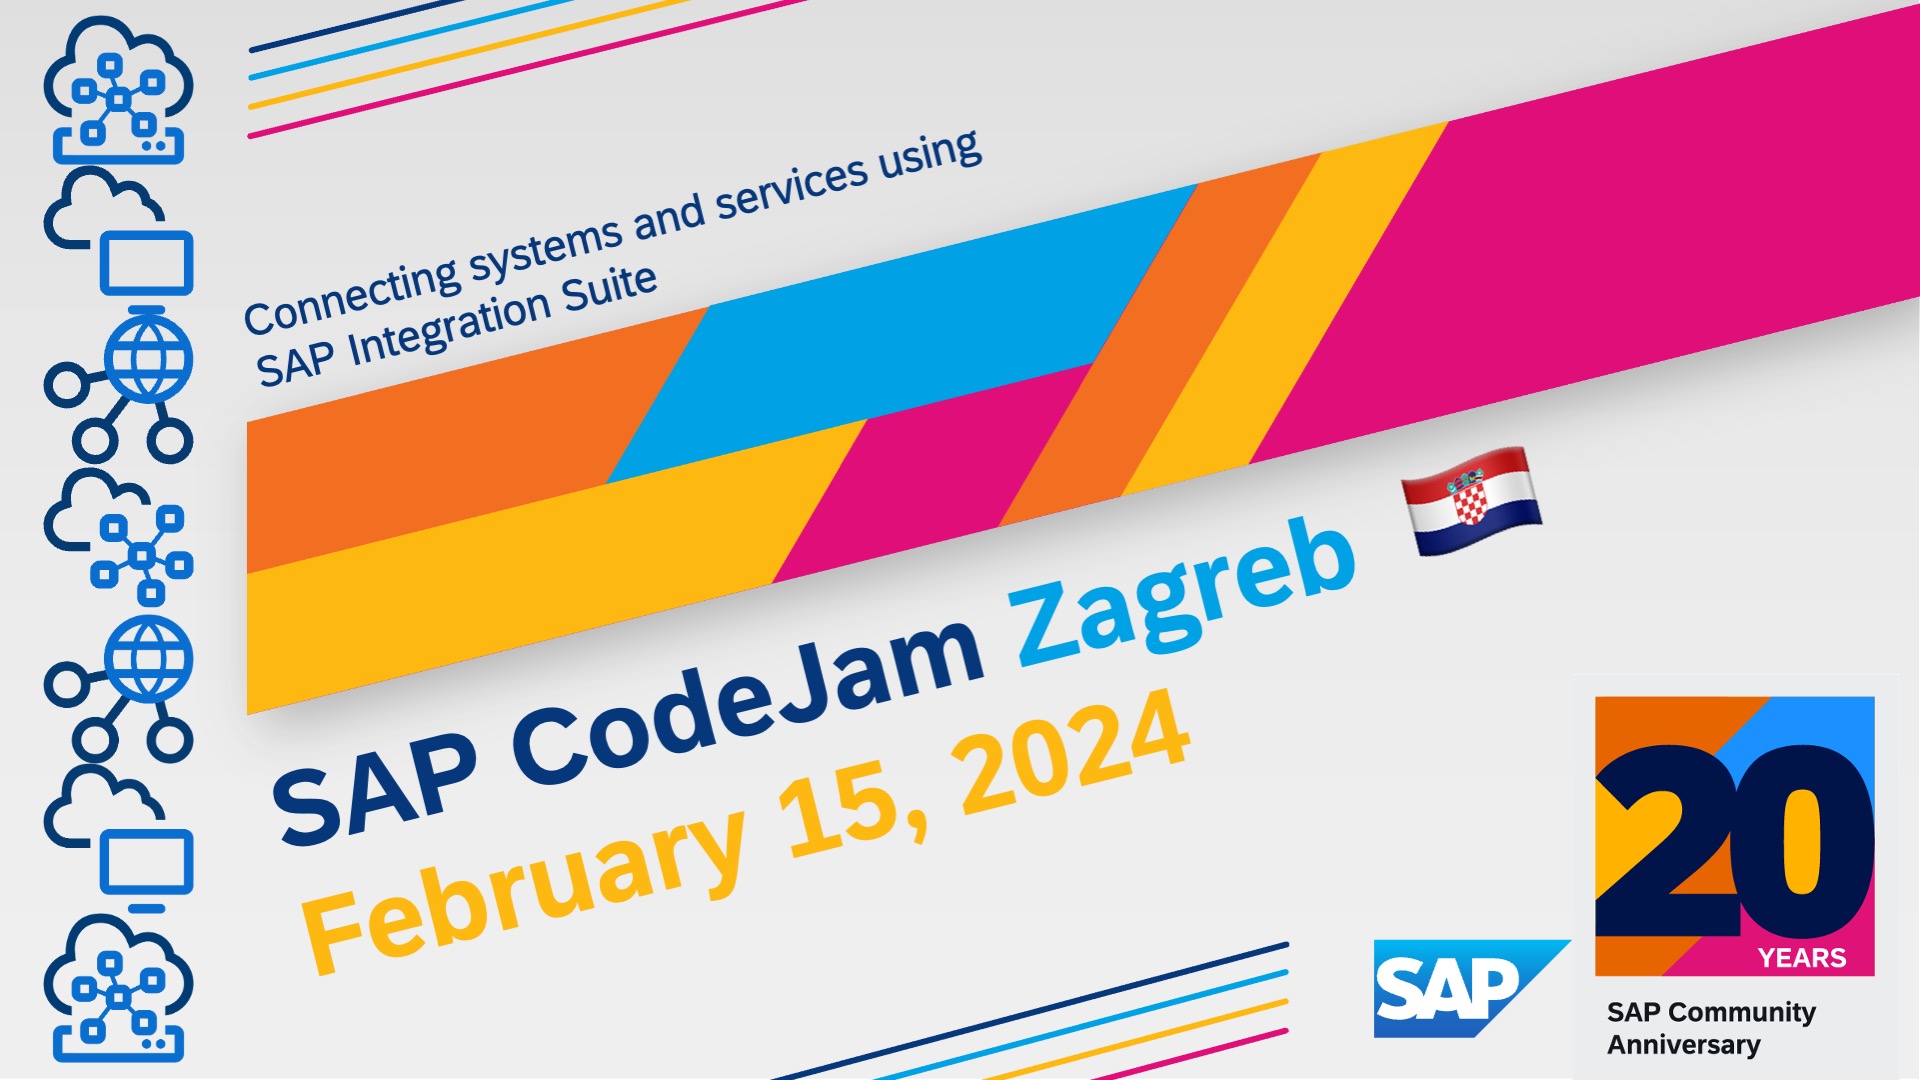 Connecting systems and services using
SAP Integration Suite
SAP CodeJam Zagreb
February 15, 2024
SAP
20
YEARS
SAP Community
Anniversary